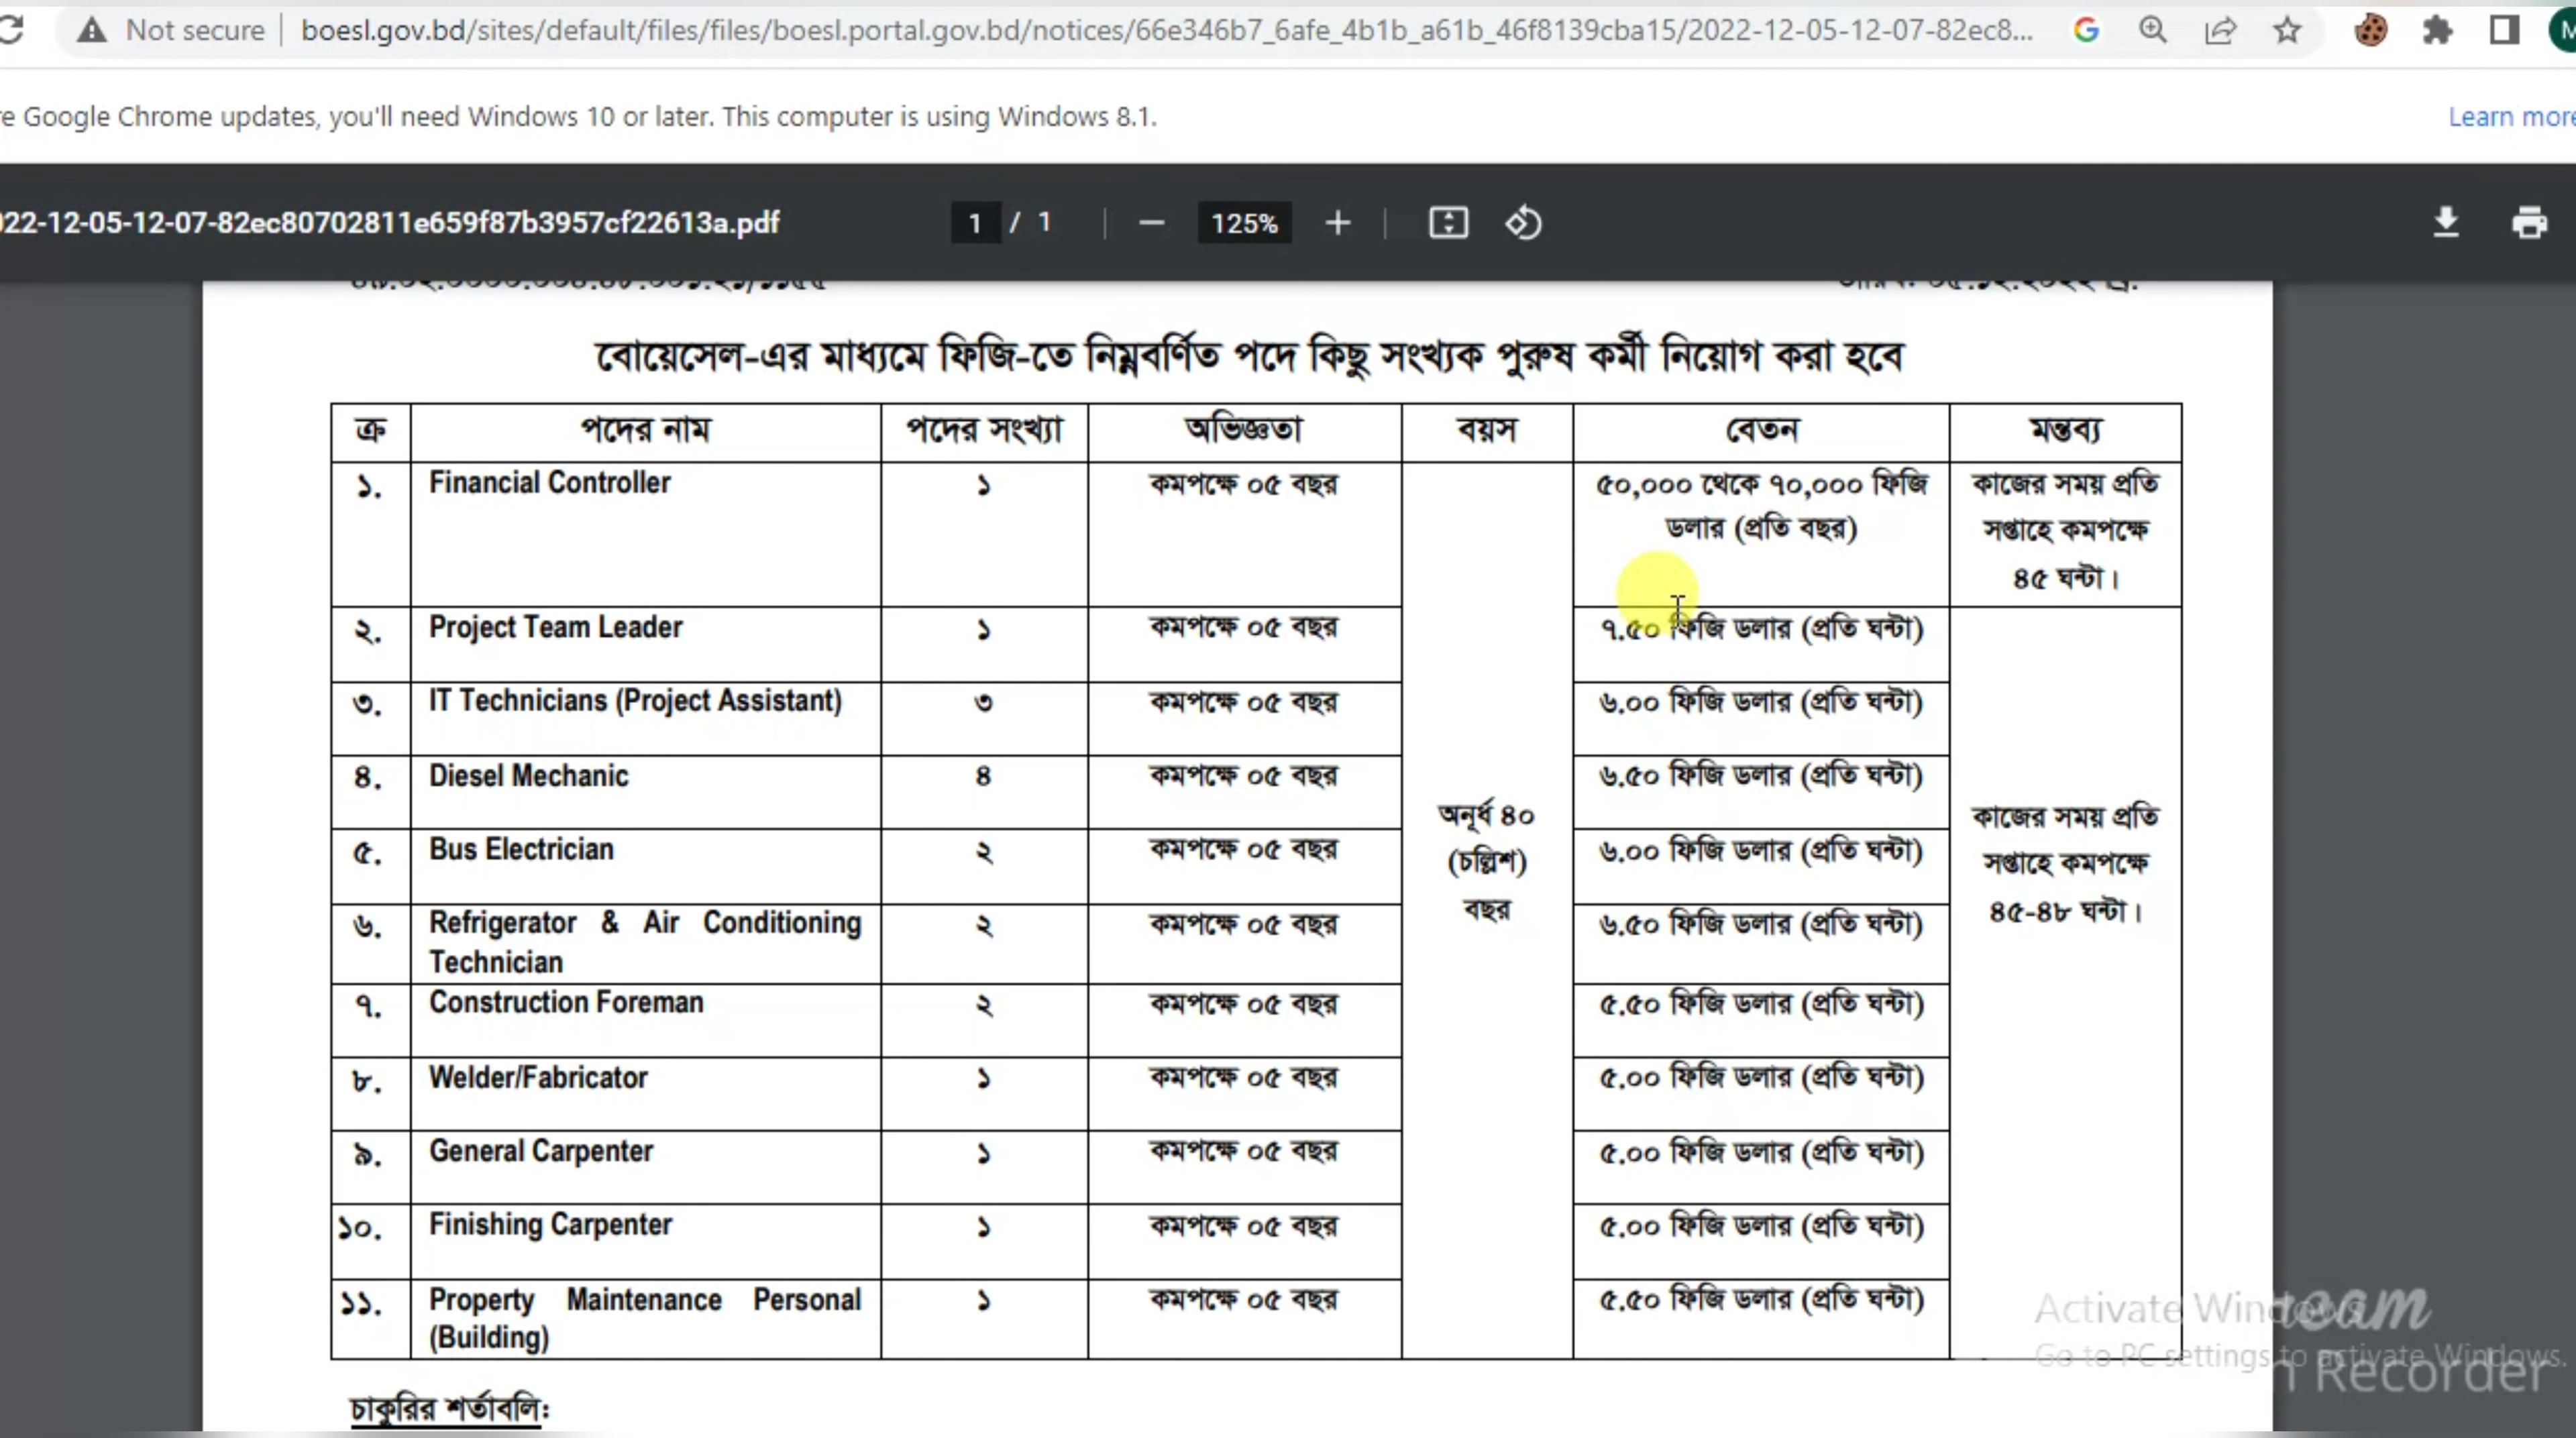 Not secure | boesl.gov.bd/sites/default/files/files/boesl.portal.gov.bd/notices/66e346b7_6afe_4b1b_a61b_46f8139cba15/2022-12-05-12-07-82ec8...
e Google Chrome updates, you'll need Windows 10 or later. This computer is using Windows 8.1.
Learn more
022-12-05-12-07-82ec80702811e659f87b3957cf22613a.pdf
1 / 1
125%
বোয়েসেল-এর মাধ্যমে ফিজি-তে নিম্নবর্ণিত পদে কিছু সংখ্যক পুরুষ কর্মী নিয়োগ করা হবে
ক্র পদের নাম পদের সংখ্যা অভিজ্ঞতা বয়স বেতন মন্তব্য
১. Financial Controller ১ কমপক্ষে ০৫ বছর ৫০,০০০ থেকে ৭০,০০০ ফিজি কাজের সময় প্রতি
ডলার (প্রতি বছর) সপ্তাহে কমপক্ষে
৪৫ ঘন্টা।
২. Project Team Leader ১ কমপক্ষে ০৫ বছর ৭.৫০ ফিজি ডলার (প্রতি ঘন্টা)
৩. IT Technicians (Project Assistant) ৩ কমপক্ষে ০৫ বছর ৬.০০ ফিজি ডলার (প্রতি ঘন্টা)
৪. Diesel Mechanic ৪ কমপক্ষে ০৫ বছর ৬.৫০ ফিজি ডলার (প্রতি ঘন্টা)
অনূর্ধ ৪০ কাজের সময় প্রতি
৫. Bus Electrician ২ কমপক্ষে ০৫ বছর ৬.০০ ফিজি ডলার (প্রতি ঘন্টা)
(চল্লিশ) সপ্তাহে কমপক্ষে
বছর ৪৫-৪৮ ঘন্টা।
৬. Refrigerator & Air Conditioning ২ কমপক্ষে ০৫ বছর ৬.৫০ ফিজি ডলার (প্রতি ঘন্টা)
Technician
৭. Construction Foreman ২ কমপক্ষে ০৫ বছর ৫.৫০ ফিজি ডলার (প্রতি ঘন্টা)
৮. Welder/Fabricator ১ কমপক্ষে ০৫ বছর ৫.০০ ফিজি ডলার (প্রতি ঘন্টা)
৯. General Carpenter ১ কমপক্ষে ০৫ বছর ৫.০০ ফিজি ডলার (প্রতি ঘন্টা)
১০. Finishing Carpenter ১ কমপক্ষে ০৫ বছর ৫.০০ ফিজি ডলার (প্রতি ঘন্টা)
১১. Property Maintenance Personal ১ কমপক্ষে ০৫ বছর ৫.৫০ ফিজি ডলার (প্রতি ঘন্টা)
(Building)
Activate Windows
Go to PC settings to activate Windows.
Recorder
চাকুরির শর্তাবলি: